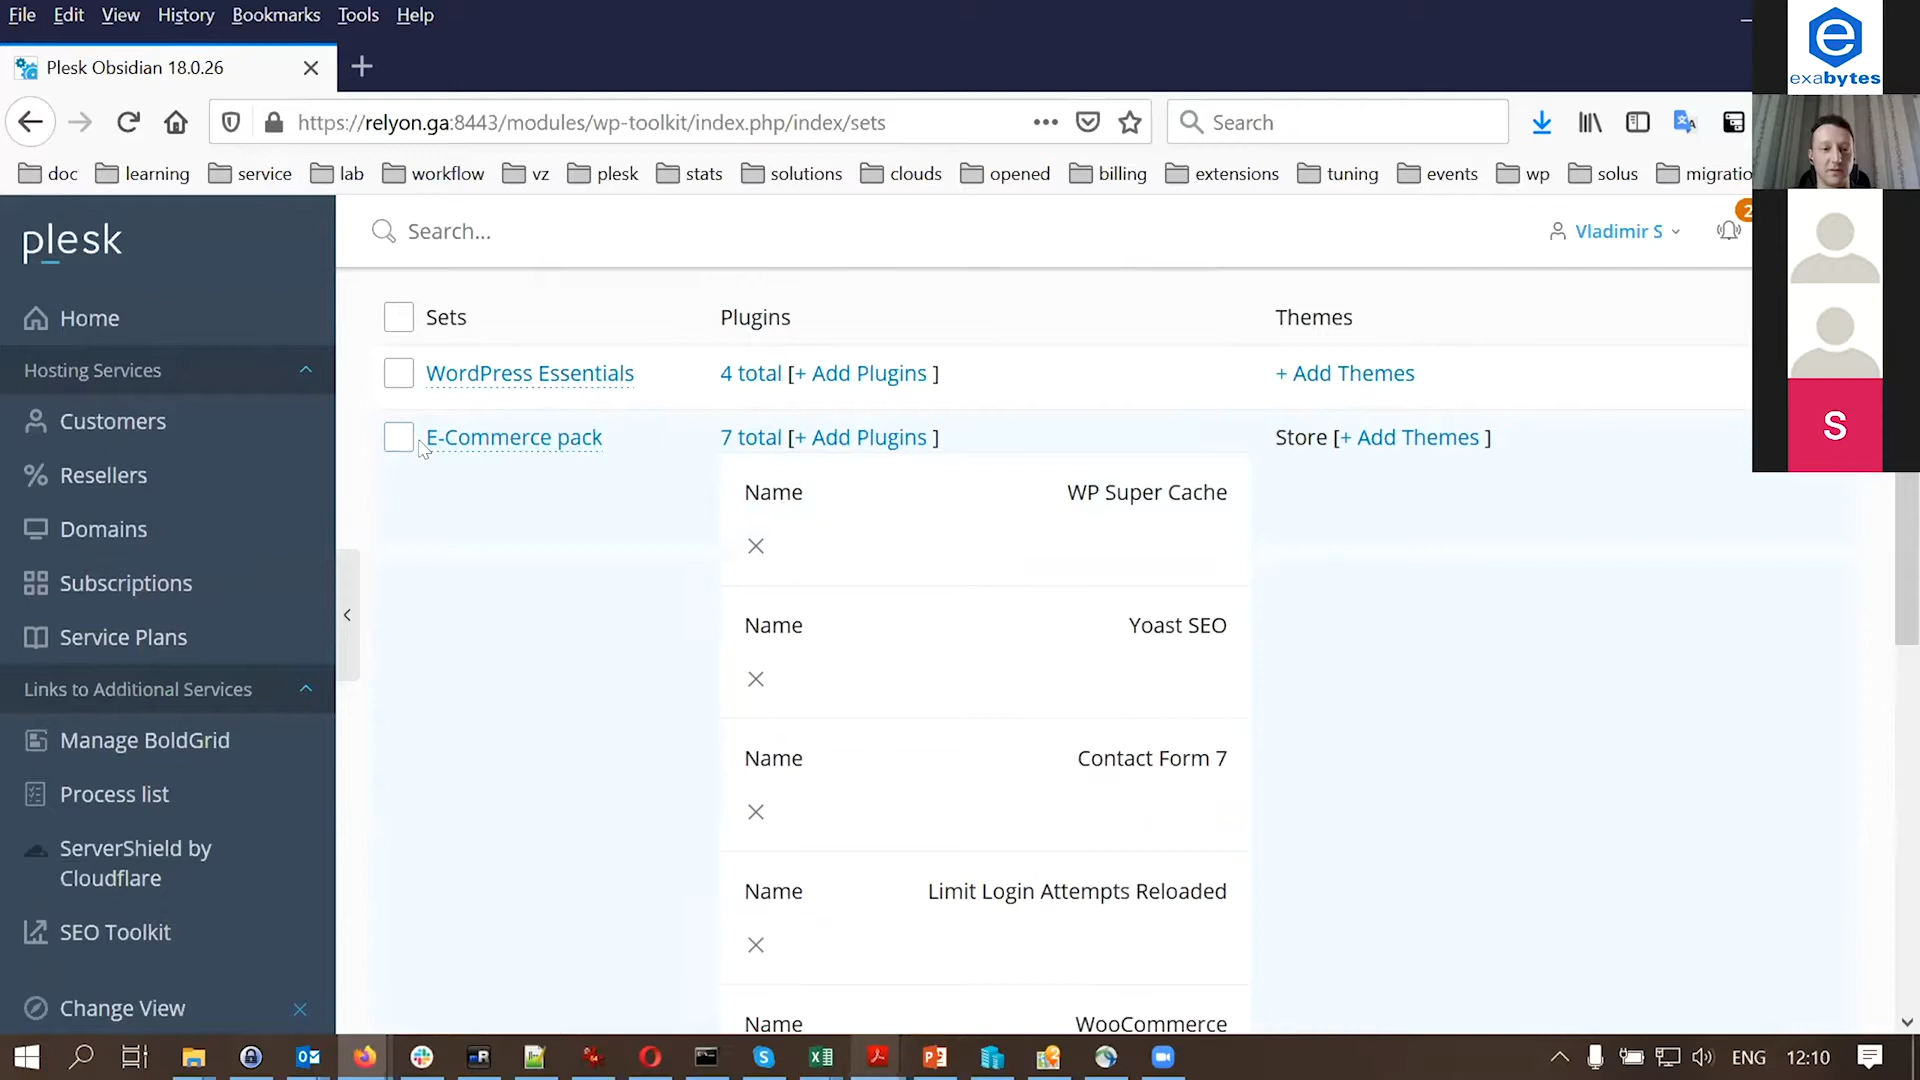 File Edit View History Bookmarks Tools Help
Plesk Obsidian 18.0.26
https://relyon.ga:8443/modules/wp-toolkit/index.php/index/sets
Search
doc learning service lab workflow vz plesk stats solutions clouds opened billing extensions tuning events wp solus migratio
exabytes
plesk
Search...
Vladimir S
2
Home
Hosting Services
Customers
Resellers
Domains
Subscriptions
Service Plans
Links to Additional Services
Manage BoldGrid
Process list
ServerShield by
Cloudflare
SEO Toolkit
Change View
Sets Plugins Themes
WordPress Essentials 4 total [+ Add Plugins ] + Add Themes
E-Commerce pack 7 total [+ Add Plugins ] Store [+ Add Themes ]
Name WP Super Cache
Name Yoast SEO
Name Contact Form 7
Name Limit Login Attempts Reloaded
Name WooCommerce
S
ENG 12:10